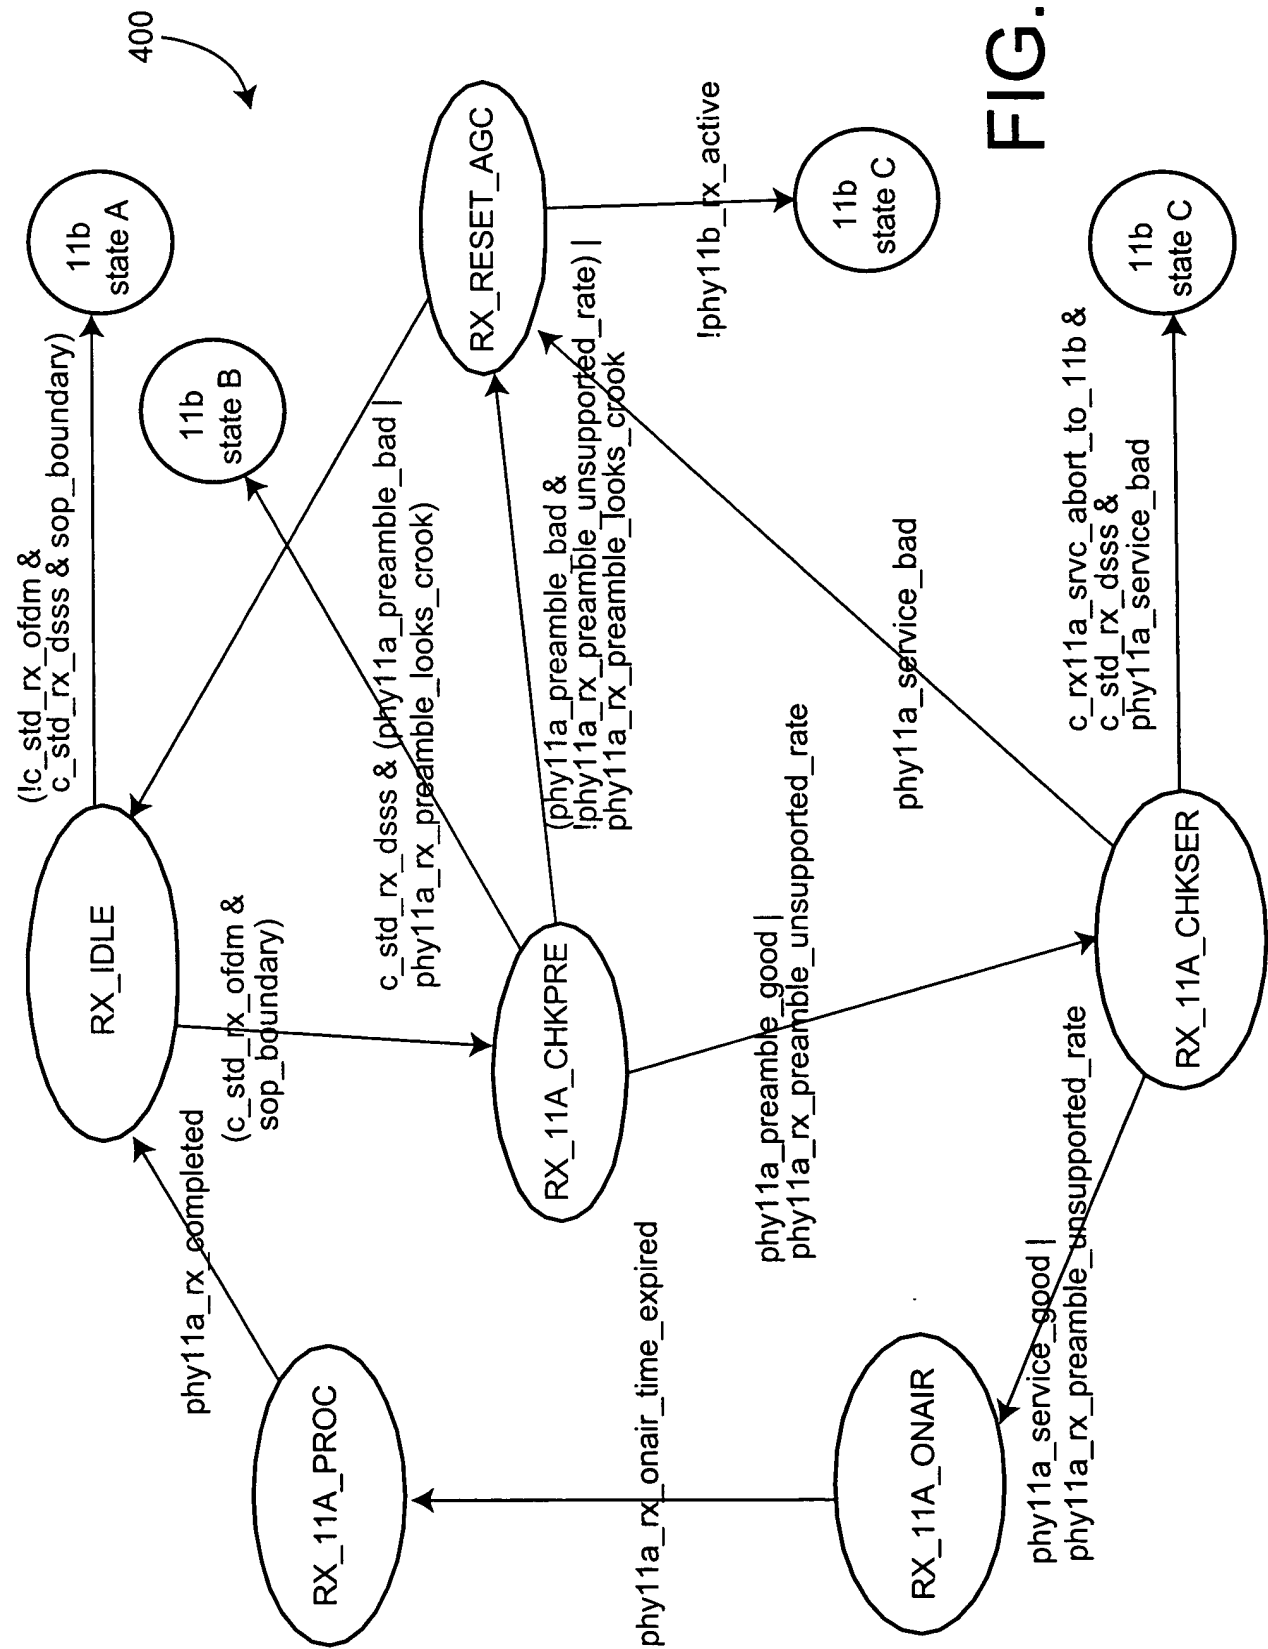 400
11b
state A
(!c_std_rx_ofdm &
c_std_rx_dsss & sop_boundary)
RX_IDLE
11b
state B
phy11a_rx_completed
(c_std_rx_ofdm &
sop_boundary)
RX_11A_PROC
c_std_rx_dsss & (phy11a_preamble_bad |
phy11a_rx_preamble_looks_crook)
RX_RESET_AGC
RX_11A_CHKPRE
(phy11a_preamble_bad &
!phy11a_rx_preamble_unsupported_rate) |
phy11a_rx_preamble_looks_crook
!phy11b_rx_active
11b
state C
phy11a_rx_onair_time_expired
phy11a_preamble_good |
phy11a_rx_preamble_unsupported_rate
phy11a_service_bad
RX_11A_ONAIR
phy11a_service_good |
phy11a_rx_preamble_unsupported_rate
c_rx11a_srvc_abort_to_11b &
c_std_rx_dsss &
phy11a_service_bad
RX_11A_CHKSER
11b
state C
FIG.